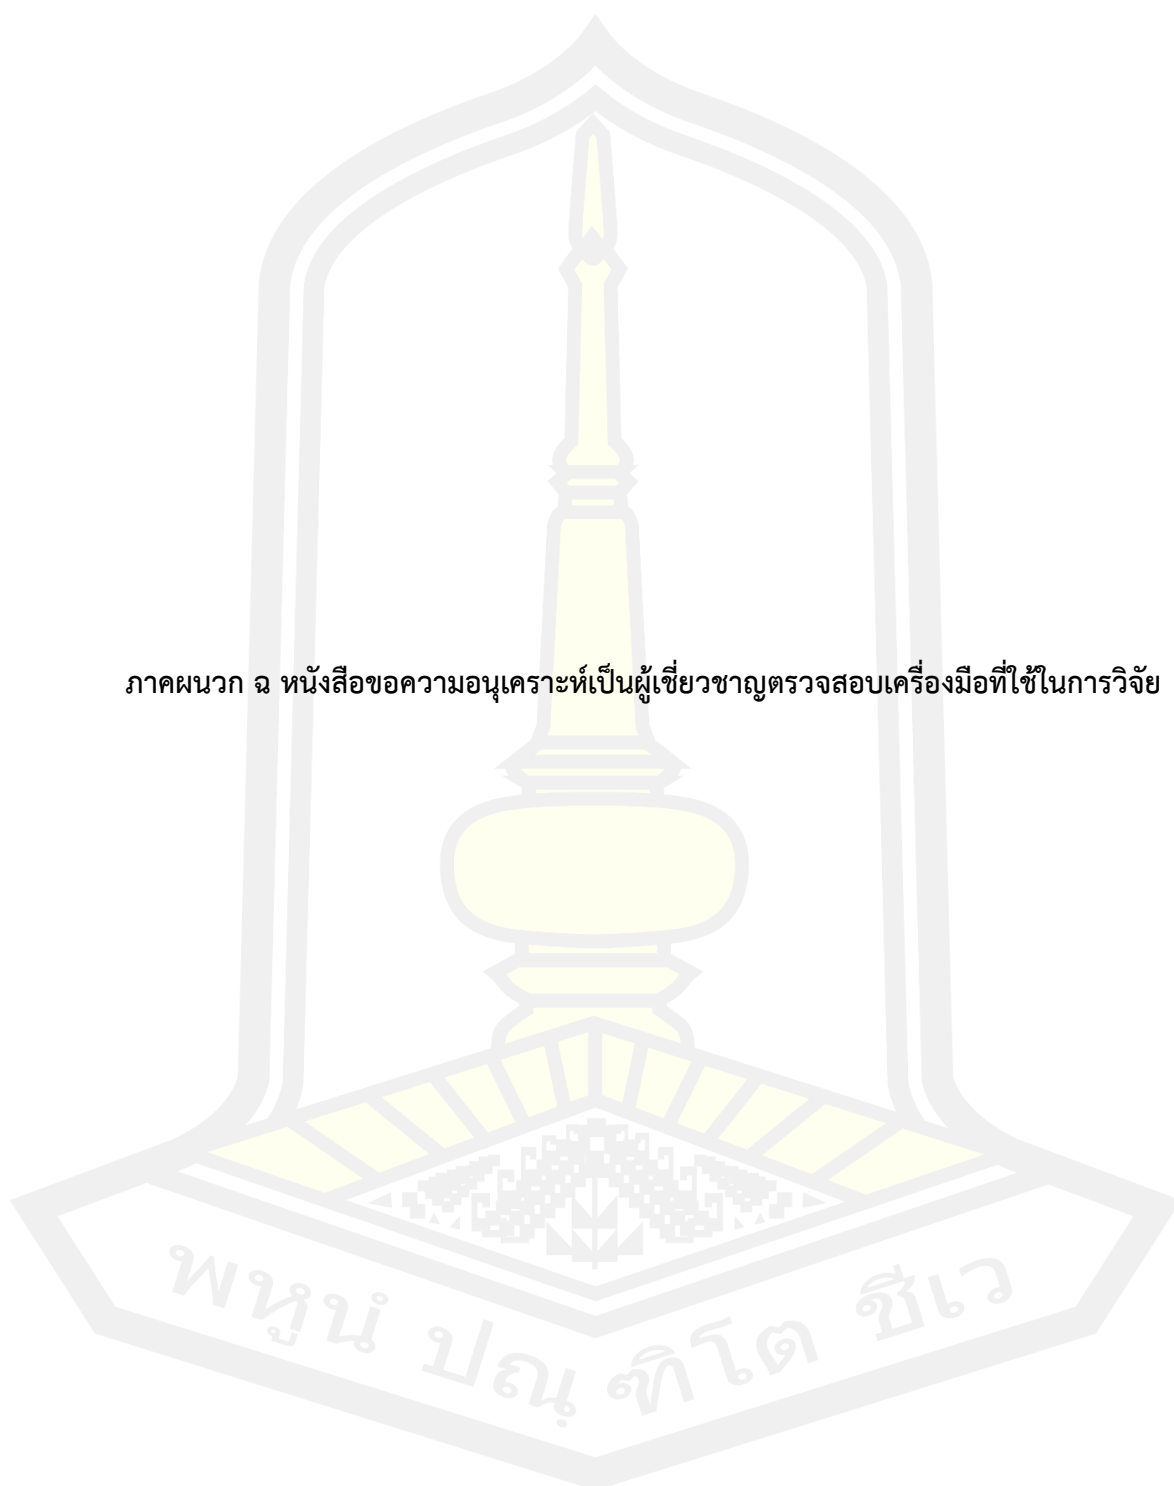 ภาคผนวก ฉ หนังสือขอความอนุเคราะห์เป็นผู้เชี่ยวชาญตรวจสอบเครื่องมือที่ใช้ในการวิจัย
พหูนํ ปณฺฑิโต ชีเว